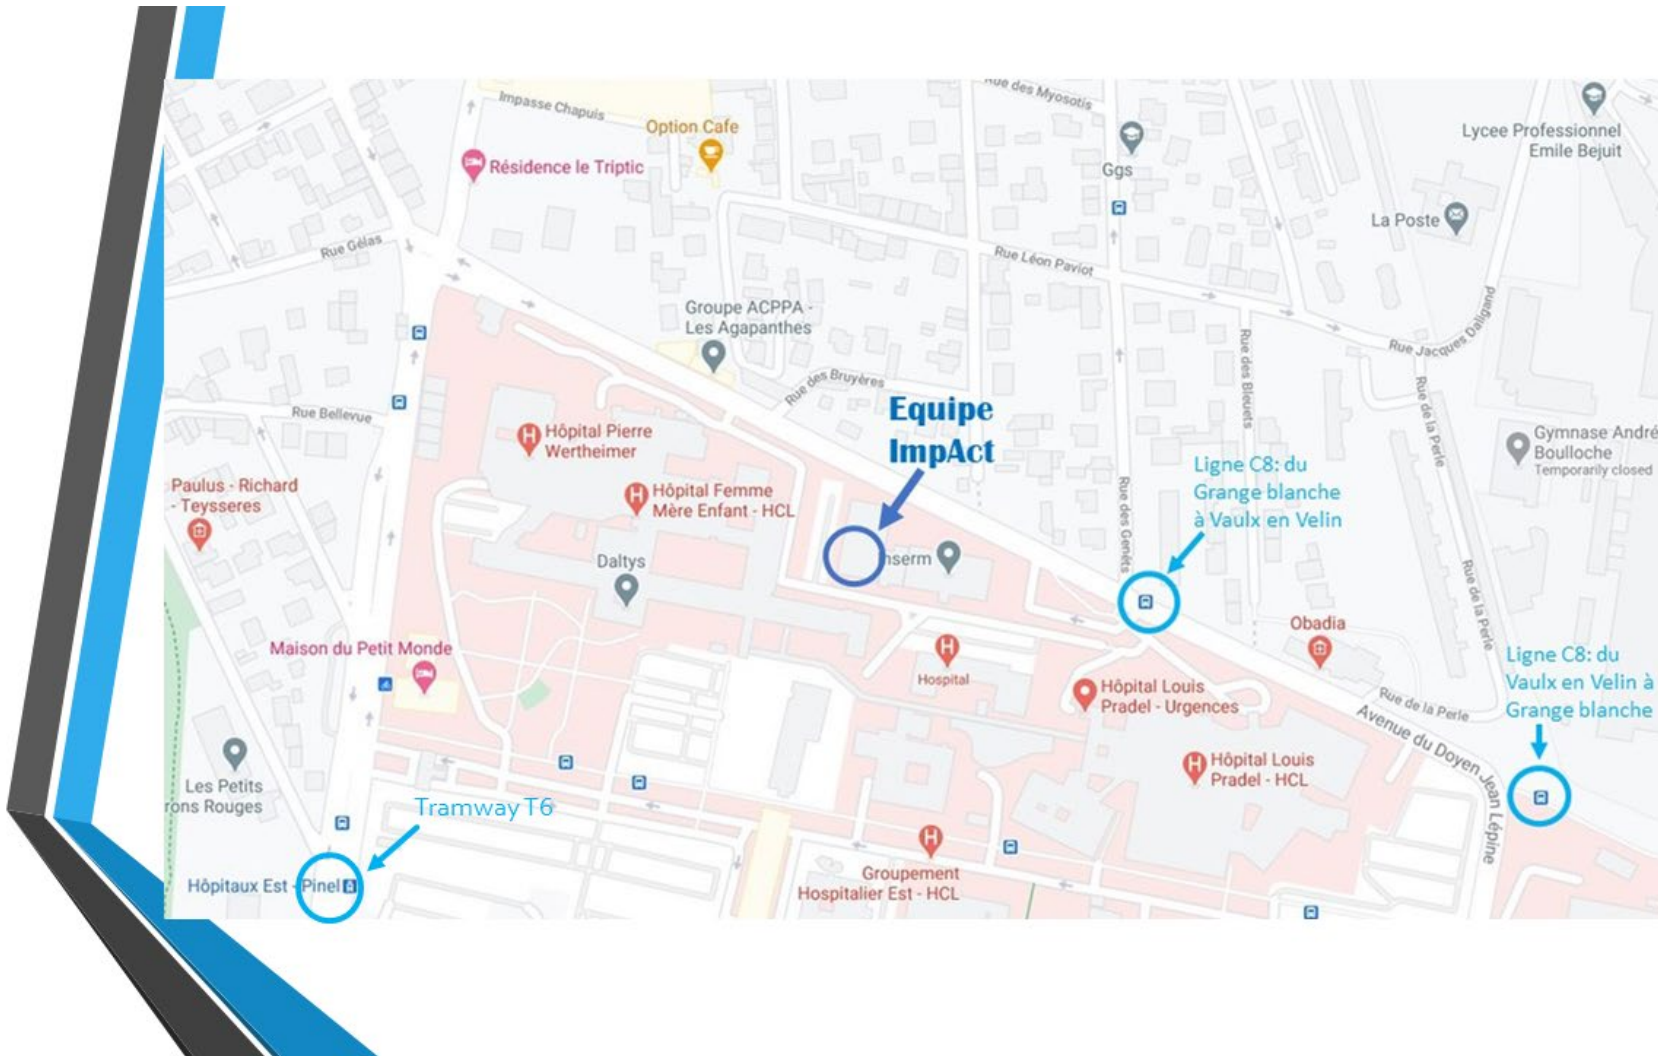 Impasse Chapuis
Option Cafe
Résidence le Triptic
Rue des Myosotis
Ggs
Lycee Professionnel
Emile Bejuit
La Poste
Rue Gélas
Rue Léon Paviot
Groupe ACPPA -
Les Agapanthes
Rue Jacques Daligand
Rue des Bruyères
Rue des Bleuets
Rue de la Perle
Rue Bellevue
Equipe
ImpAct
Hôpital Pierre
Wertheimer
Gymnase André
Boulloche
Temporarily closed
Ligne C8: du
Grange blanche
à Vaulx en Velin
Paulus - Richard
- Teysseres
Hôpital Femme
Mère Enfant - HCL
Rue des Genêts
Daltys
nserm
Rue de la Perle
Obadia
Maison du Petit Monde
Hospital
Ligne C8: du
Vaulx en Velin à
Grange blanche
Hôpital Louis
Pradel - Urgences
Rue de la Perle
Avenue du Doyen Jean Lépine
Hôpital Louis
Pradel - HCL
Les Petits
rons Rouges
Tramway T6
Groupement
Hospitalier Est - HCL
Hôpitaux Est - Pinel